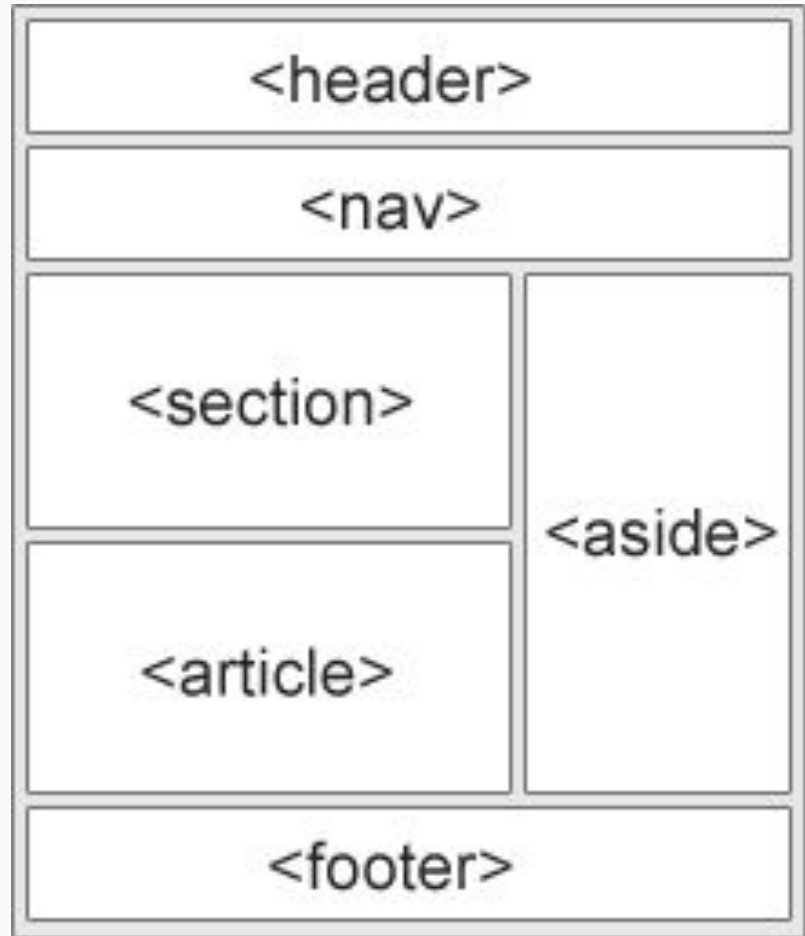 <header>
<nav>
<section>
<aside>
<article>
<footer>